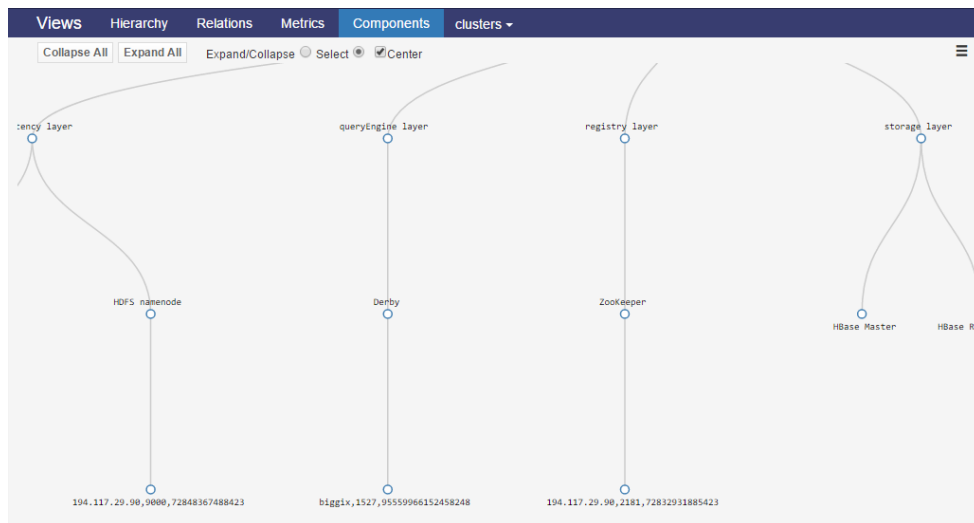 Views Hierarchy Relations Metrics Components clusters
Collapse All Expand All Expand/Collapse Select Center
queryEngine layer registry layer storage layer
HDFS namenode Derby ZooKeeper
HBase Master HBase R
194.117.29.90,9000,72848367488423 biggix,1527,95559966152458248 194.117.29.90,2181,72832931885423